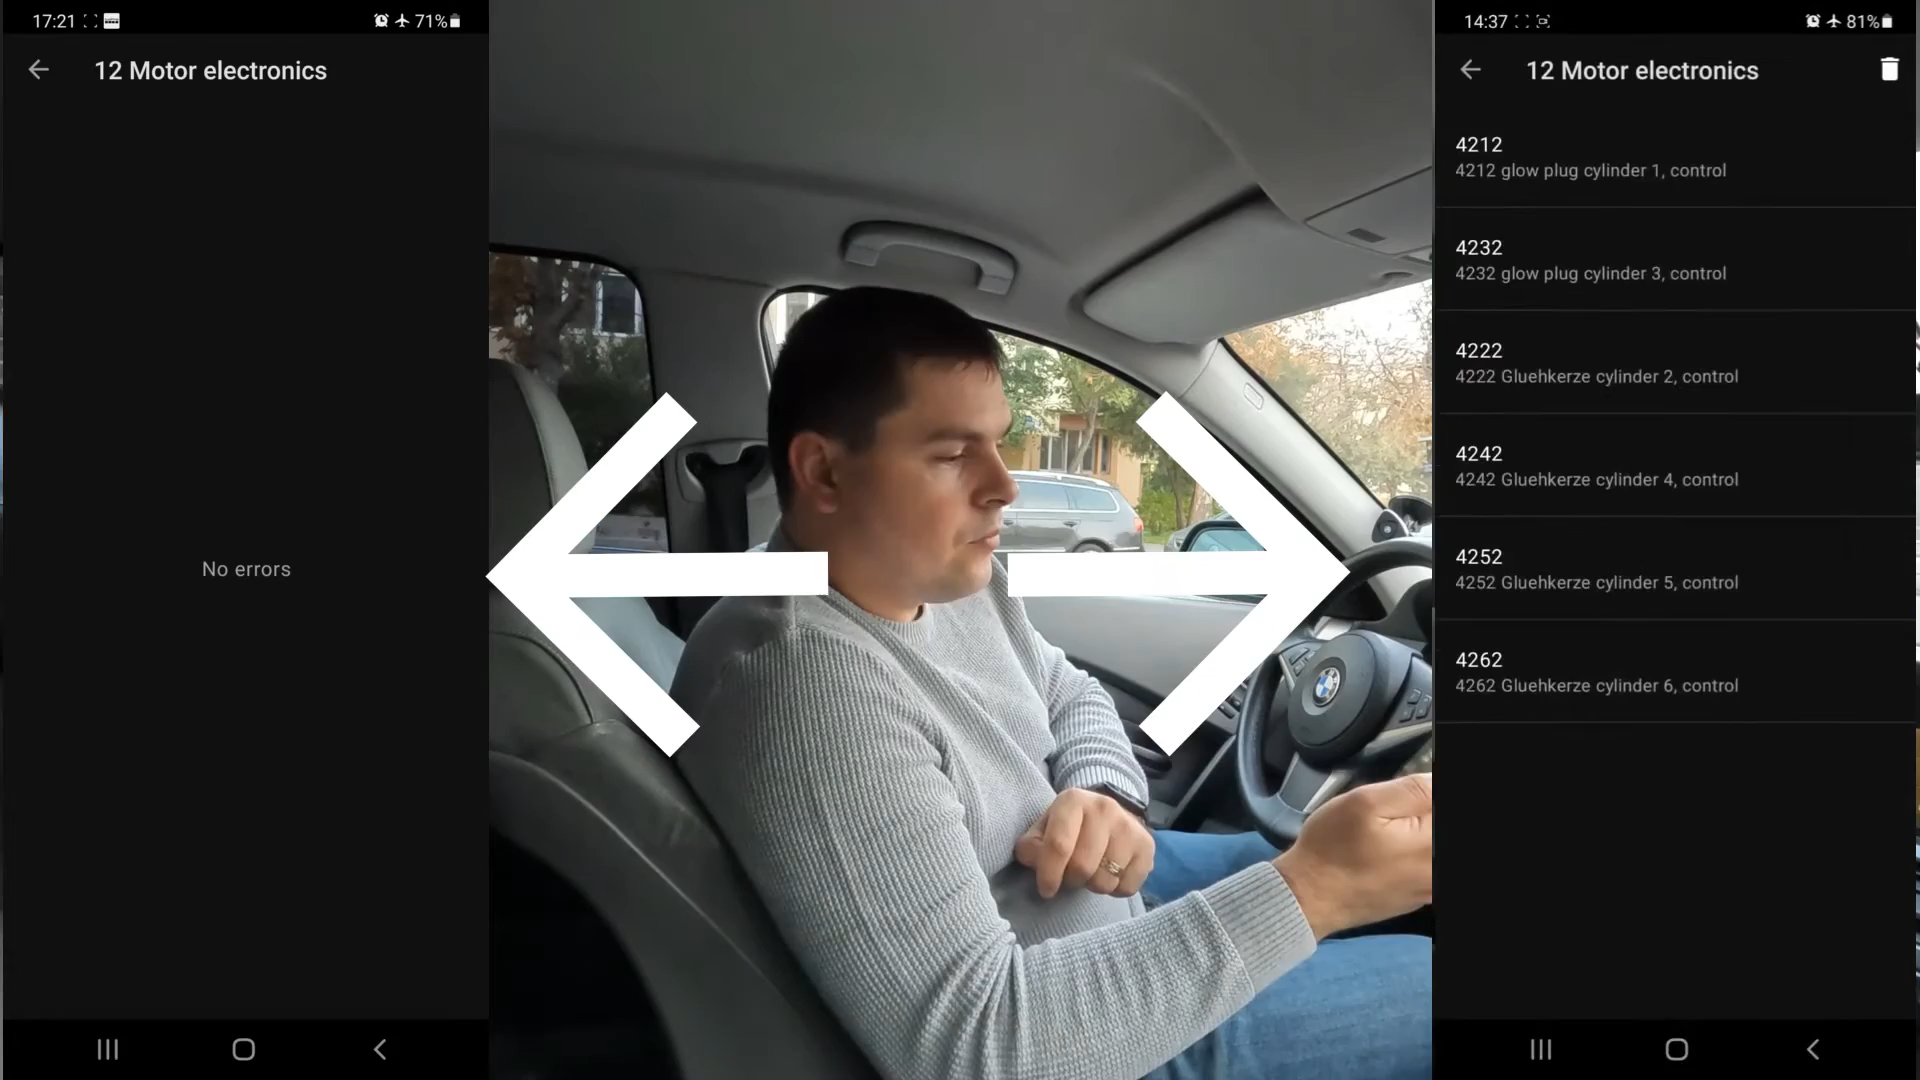 17:21
71%
12 Motor electronics
No errors
14:37
81%
12 Motor electronics
4212
4212 glow plug cylinder 1, control
4232
4232 glow plug cylinder 3, control
4222
4222 Gluehkerze cylinder 2, control
4242
4242 Gluehkerze cylinder 4, control
4252
4252 Gluehkerze cylinder 5, control
4262
4262 Gluehkerze cylinder 6, control